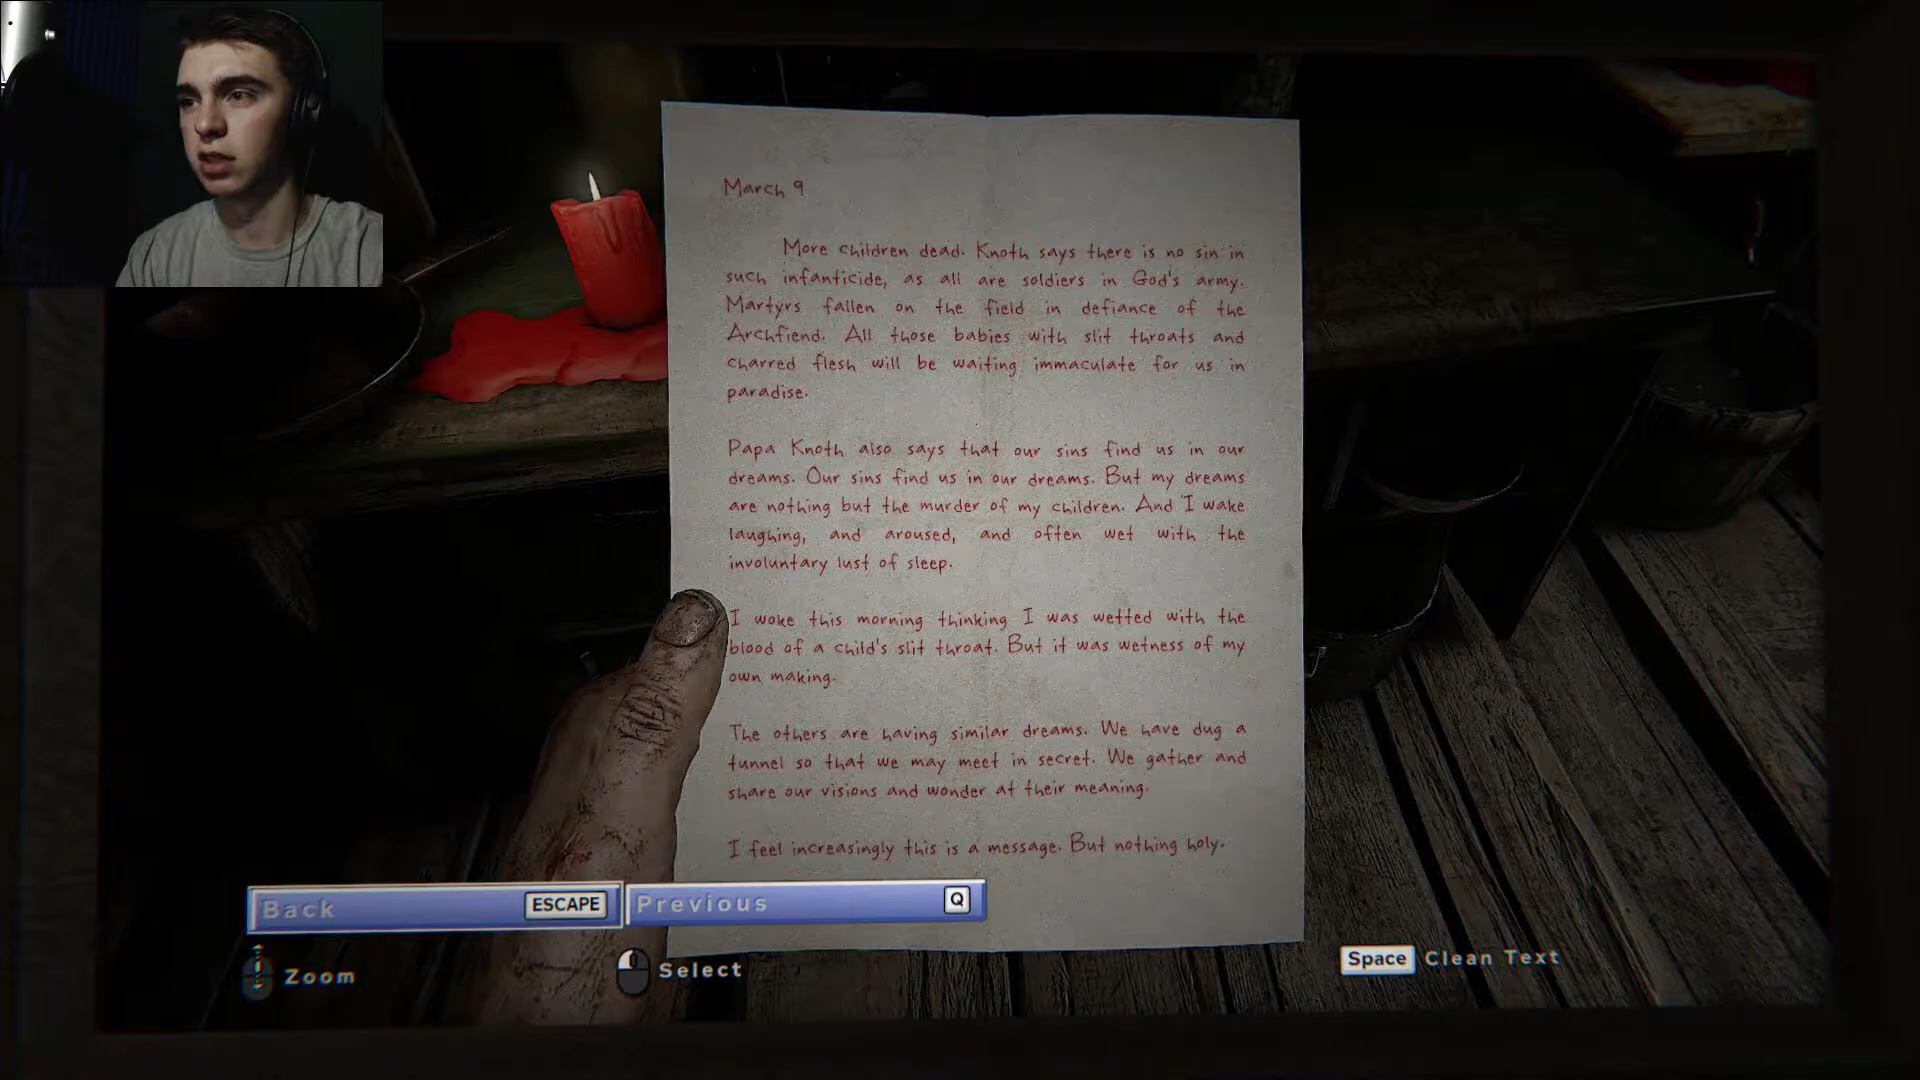 March 9
More children dead. Knoth says there is no sin in
such infanticide, as all are soldiers in God's army.
Martyrs fallen on the field in defiance of the
Archfiend. All those babies with slit throats and
charred flesh will be waiting immaculate for us in
paradise.
Papa Knoth also says that our sins find us in our
dreams. Our sins find us in our dreams. But my dreams
are nothing but the murder of my children. And I wake
laughing, and aroused, and often wet with the
involuntary lust of sleep.
I woke this morning thinking I was wetted with the
blood of a child's slit throat. But it was wetness of my
own making.
The others are having similar dreams. We have dug a
tunnel so that we may meet in secret. We gather and
share our visions and wonder at their meaning.
I feel increasingly this is a message. But nothing holy.
Back ESCAPE Previous Q
Zoom Select Space Clean Text